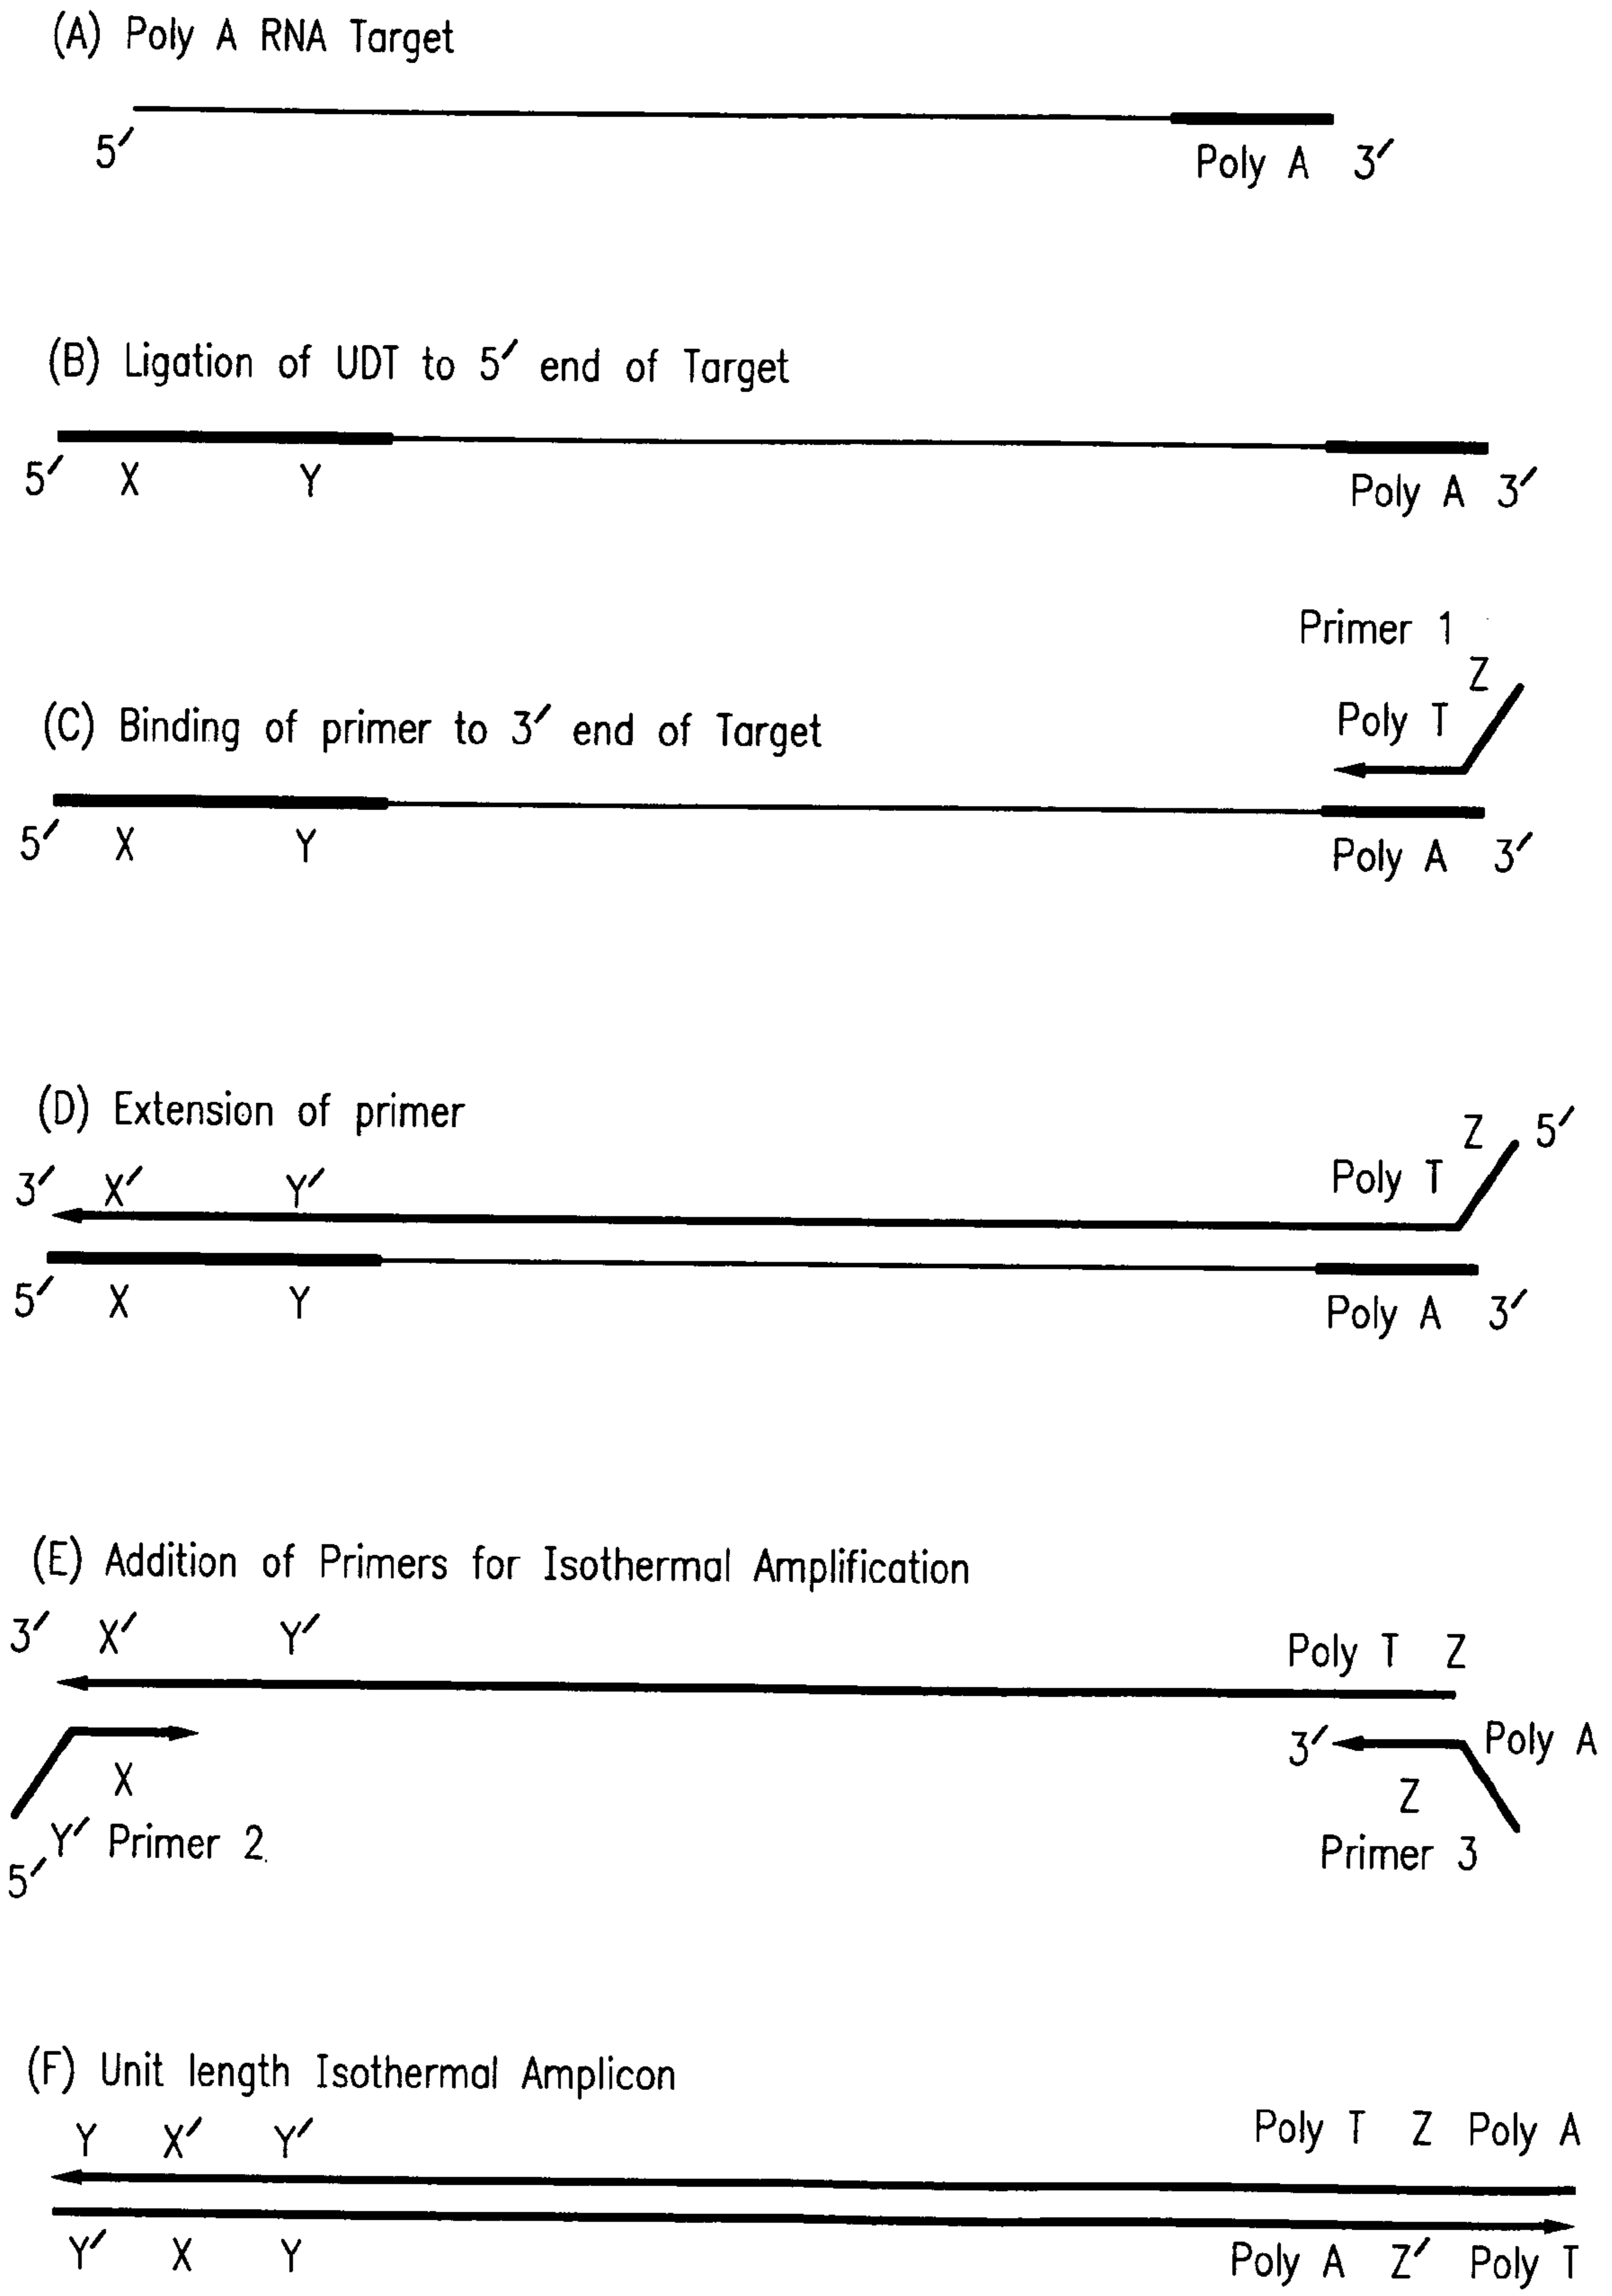 (A) Poly A RNA Target
5′
Poly A 3′
(B) Ligation of UDT to 5′ end of Target
5′ X Y
Poly A 3′
Primer 1
Z
(C) Binding of primer to 3′ end of Target
Poly T
5′ X Y
Poly A 3′
(D) Extension of primer
Z 5′
3′ X′ Y′
Poly T
5′ X Y
Poly A 3′
(E) Addition of Primers for Isothermal Amplification
3′ X′ Y′
Poly T Z
3′ Poly A
X
Z
Y′ Primer 2
Primer 3
5′
(F) Unit length Isothermal Amplicon
Y X′ Y′ Poly T Z Poly A
Y′ X Y Poly A Z′ Poly T